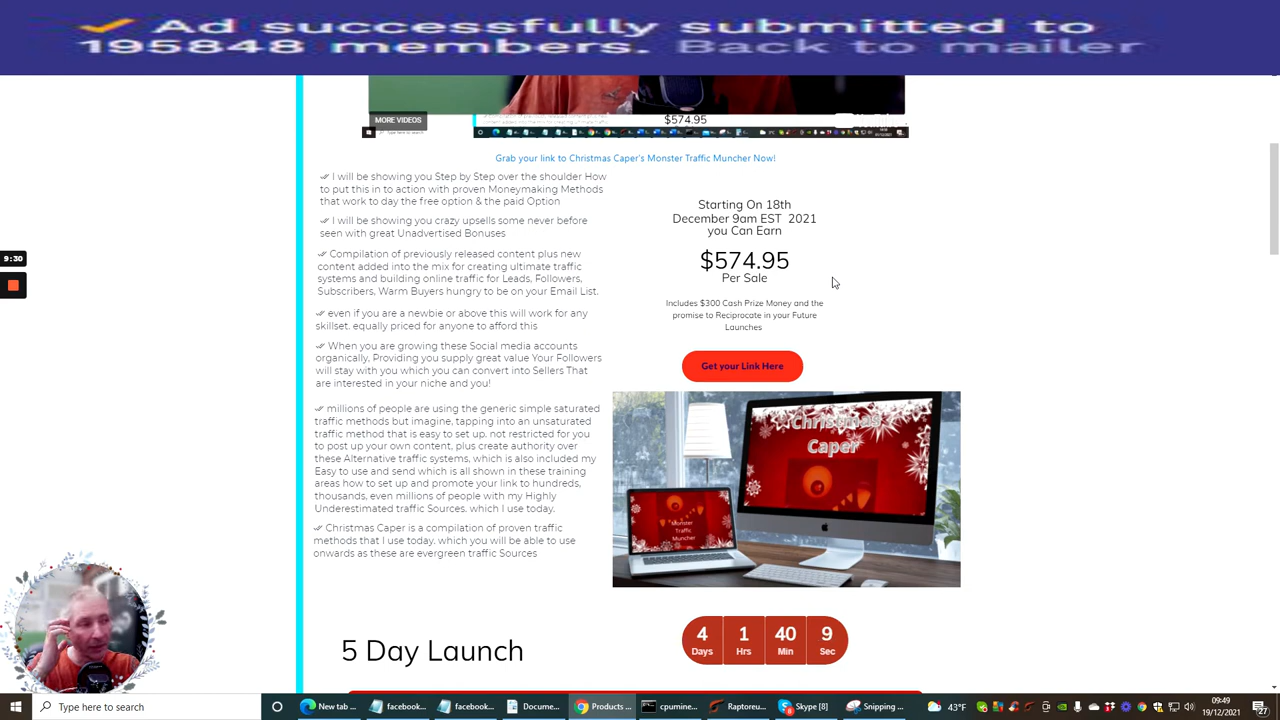 ✓ Ad successfully submitted to
195848 members. Back to mailer
MORE VIDEOS
$574.95
Grab your link to Christmas Caper's Monster Traffic Muncher Now!
I will be showing you Step by Step over the shoulder How
to put this in to action with proven Moneymaking Methods
that work to day the free option & the paid Option
I will be showing you crazy upsells some never before
seen with great Unadvertised Bonuses
Compilation of previously released content plus new
content added into the mix for creating ultimate traffic
systems and building online traffic for Leads, Followers,
Subscribers, Warm Buyers hungry to be on your Email List.
even if you are a newbie or above this will work for any
skillset. equally priced for anyone to afford this
When you are growing these Social media accounts
organically. Providing you supply great value Your Followers
will stay with you which you can convert into Sellers That
are interested in your niche and you!
millions of people are using the generic simple saturated
traffic methods but imagine, tapping into an unsaturated
traffic method that is easy to set up. not restricted for you
to post up your own content. plus create authority over
these Alternative traffic systems, which is also included my
Easy to use and send which is all shown in these training
areas how to set up and promote your link to hundreds,
thousands, even millions of people with my Highly
Underestimated traffic Sources. which I use today.
Christmas Caper is a compilation of proven traffic
methods that I use today. which you will be able to use
onwards as these are evergreen traffic Sources
Starting On 18th
December 9am EST 2021
you Can Earn
$574.95
Per Sale
Includes $300 Cash Prize Money and the
promise to Reciprocate in your Future
Launches
Get your Link Here
Christmas
Caper
Monster
Traffic
Muncher
9:30
5 Day Launch
4 1 40 9
Days Hrs Min Sec
Type here to search
New tab ...
facebook...
facebook...
Docume...
Products ...
cpumine...
Raptoreu...
Skype [8]
Snipping ...
43°F
09:49
19/12/2021